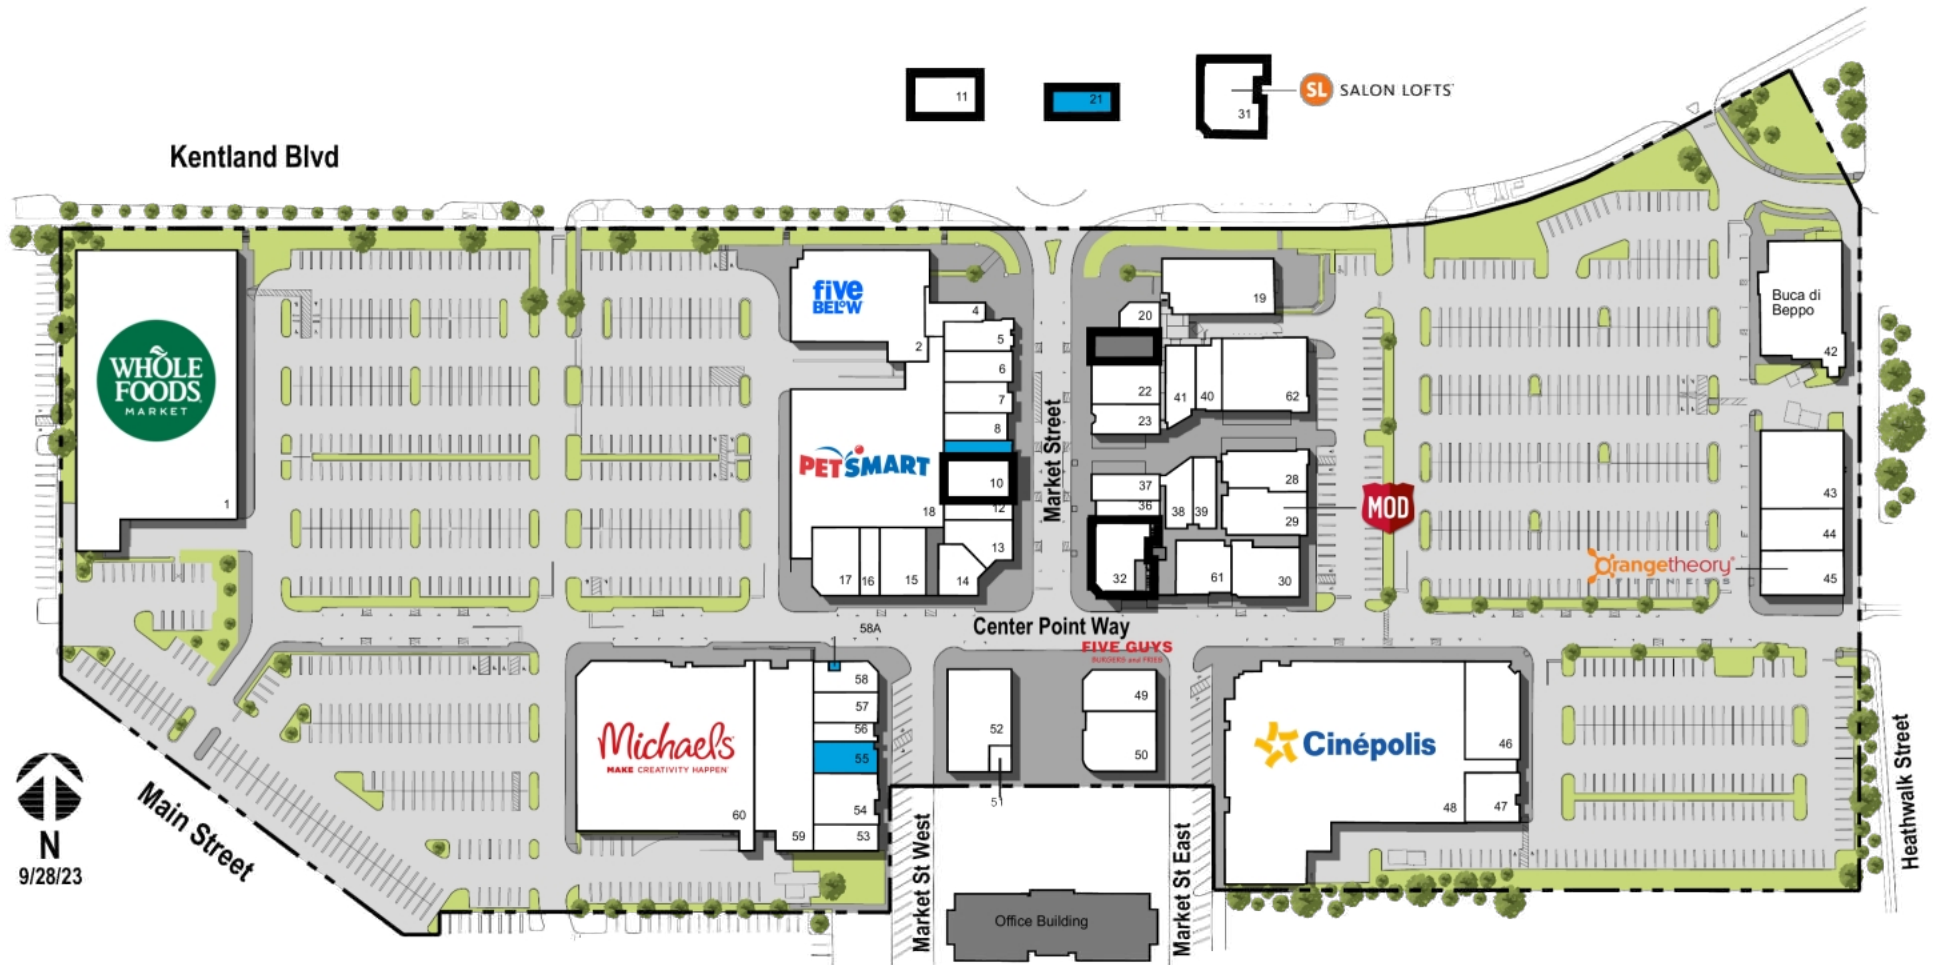 11
21
31
SL SALON LOFTS
Kentland Blvd
five
BELOW
4
5
2
6
7
8
19
20
22
41
40
62
23
Buca di
Beppo
42
WHOLE
FOODS
MARKET
1
PETSMART
18
10
12
13
17
16
15
14
Market Street
37
36
38
39
28
29
32
61
30
MOD
43
44
45
Orangetheory
FITNESS
58A
Center Point Way
FIVE GUYS
BURGERS and FRIES
Michaels
MAKE CREATIVITY HAPPEN
60
59
58
57
56
55
54
53
52
51
49
50
Cinépolis
46
48
47
Heathwalk Street
Main Street
N
9/28/23
Market St West
Market St East
Office Building